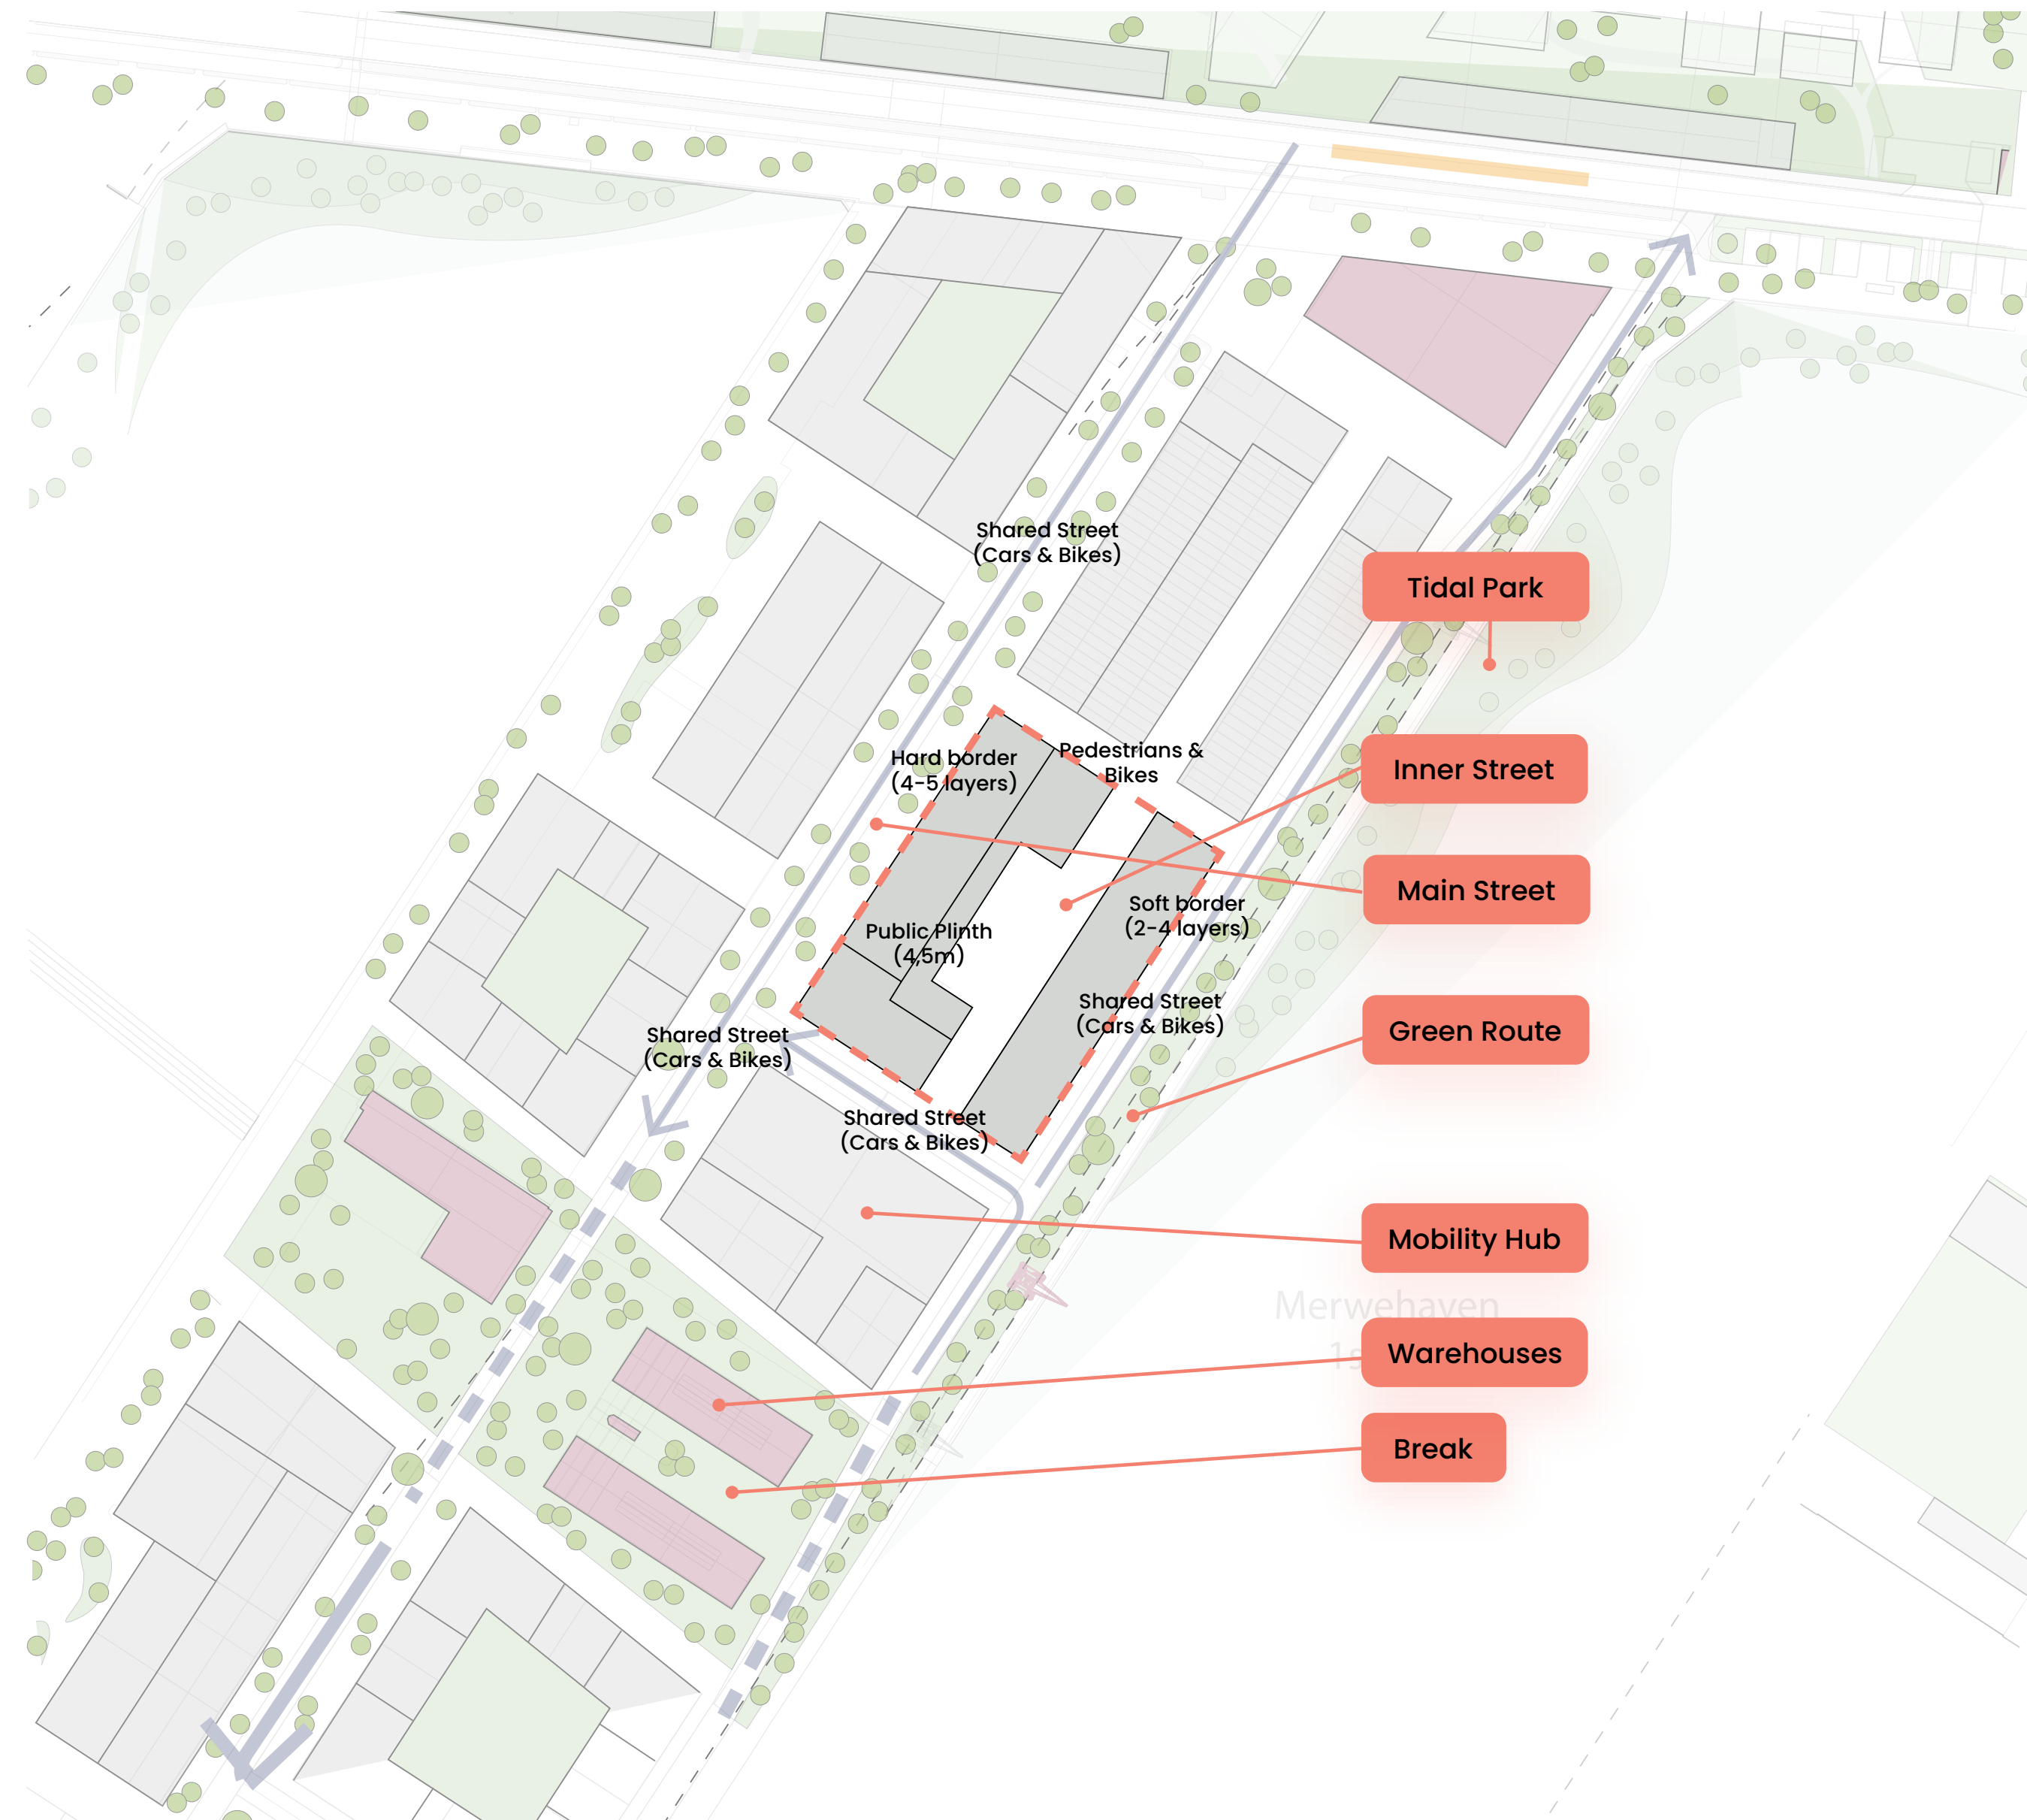 Shared Street
(Cars & Bikes)
Tidal Park
Hard border
(4-5 layers)
Pedestrians &
Bikes
Inner Street
Main Street
Soft border
(2-4 layers)
Public Plinth
(4,5m)
Shared Street
(Cars & Bikes)
Green Route
Shared Street
(Cars & Bikes)
Shared Street
(Cars & Bikes)
Mobility Hub
Merwehaven
Warehouses
Break